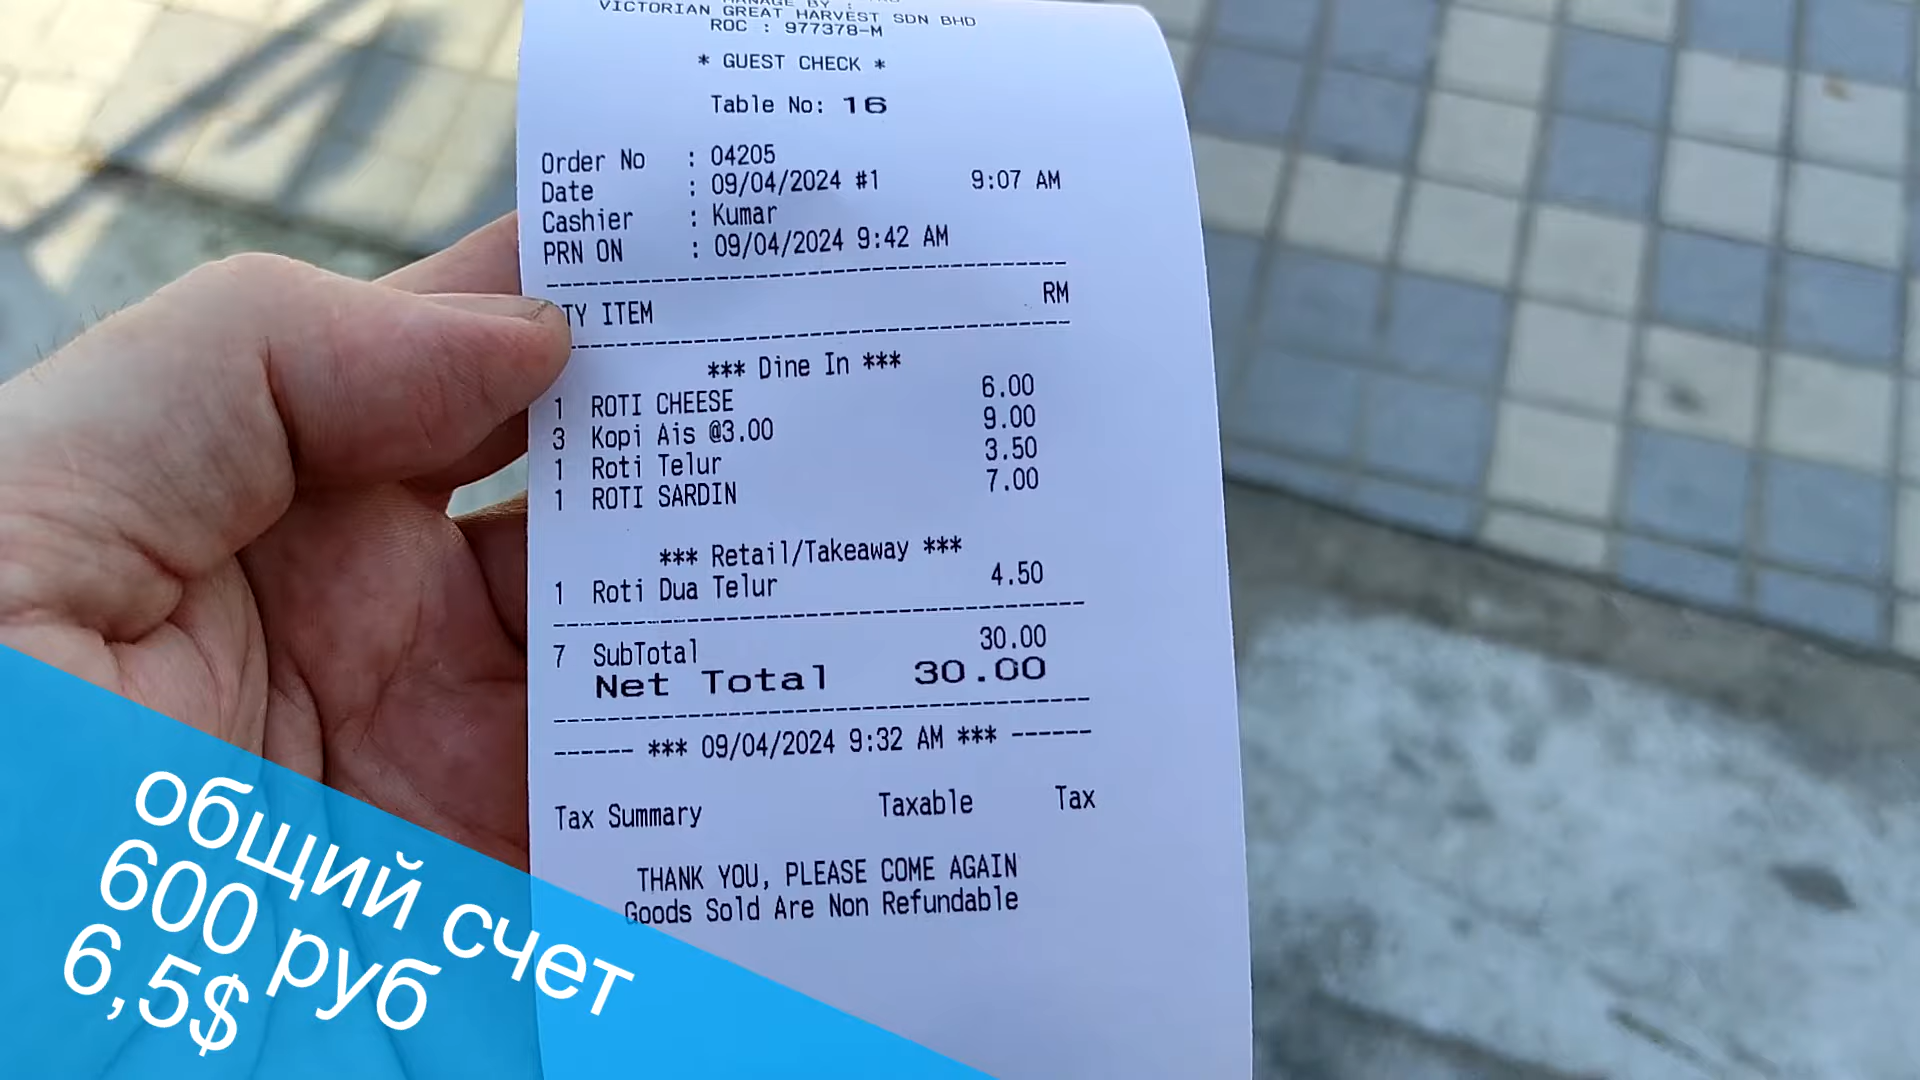 MANAGE BY :
VICTORIAN GREAT HARVEST SDN BHD
ROC : 977378-M
* GUEST CHECK *
Table No: 16
Order No : 04205
Date : 09/04/2024 #1 9:07 AM
Cashier : Kumar
PRN ON : 09/04/2024 9:42 AM
TY ITEM RM
*** Dine In ***
1 ROTI CHEESE 6.00
3 Kopi Ais @3.00 9.00
1 Roti Telur 3.50
1 ROTI SARDIN 7.00
*** Retail/Takeaway ***
1 Roti Dua Telur 4.50
7 SubTotal 30.00
Net Total 30.00
------ *** 09/04/2024 9:32 AM *** ------
Tax Summary Taxable Tax
THANK YOU, PLEASE COME AGAIN
Goods Sold Are Non Refundable
общий счет
600 руб
6,5$